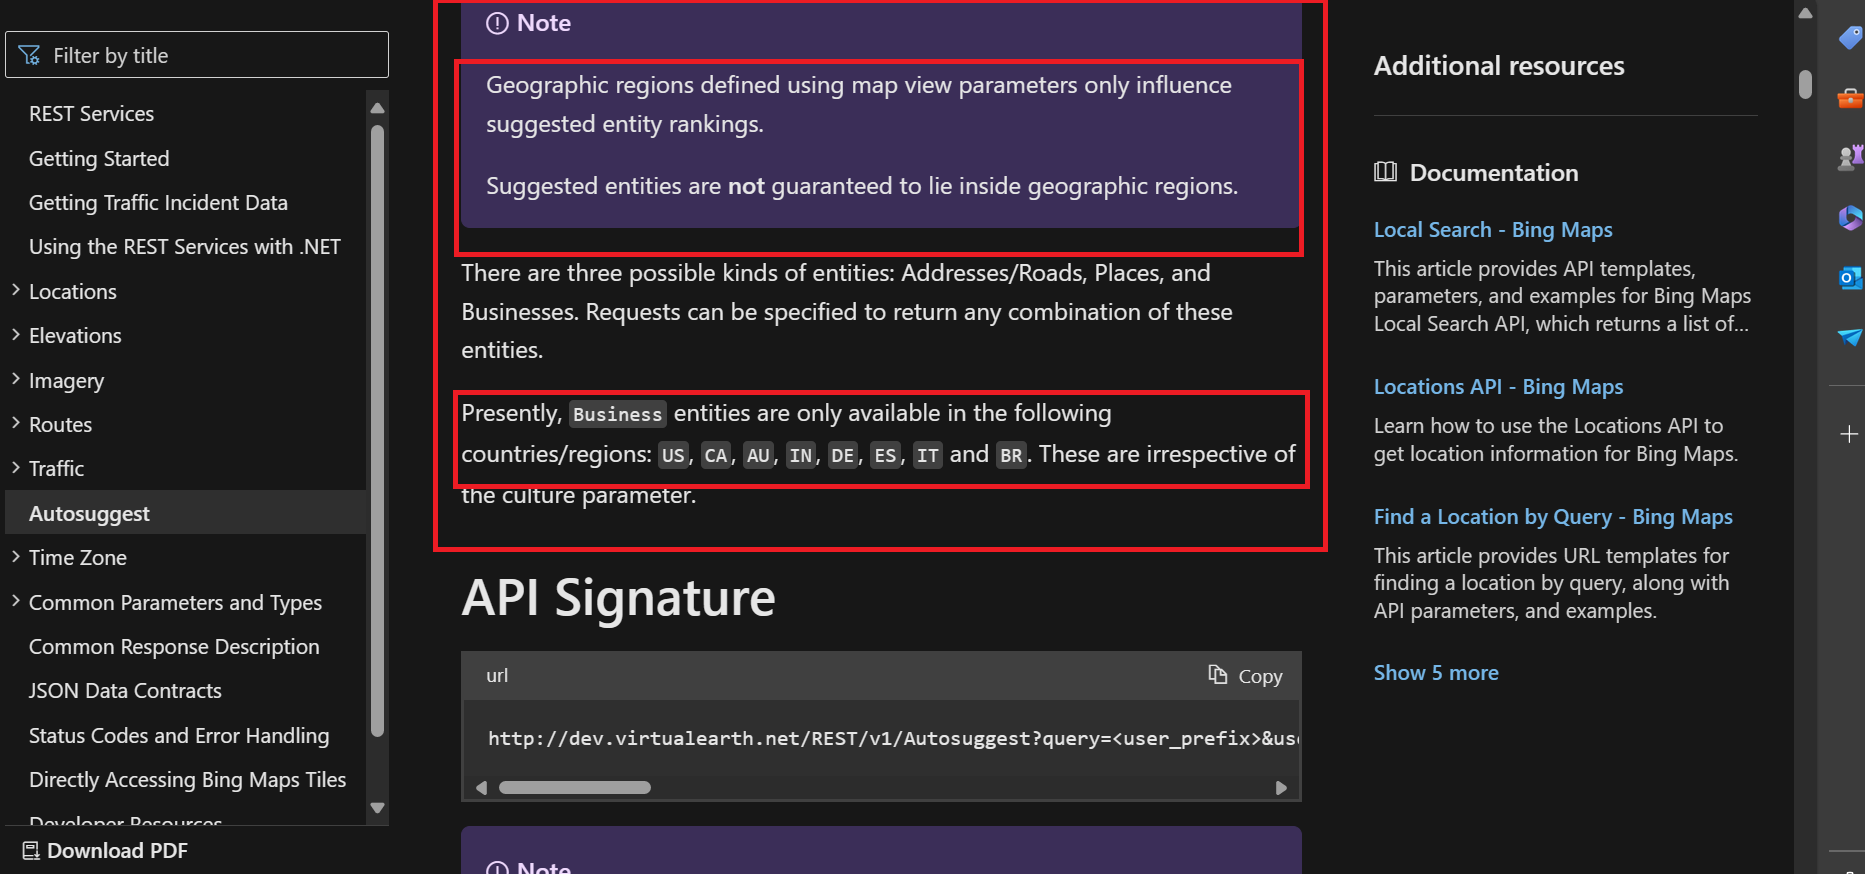 Filter by title
REST Services
Getting Started
Getting Traffic Incident Data
Using the REST Services with .NET
Locations
Elevations
Imagery
Routes
Traffic
Autosuggest
Time Zone
Common Parameters and Types
Common Response Description
JSON Data Contracts
Status Codes and Error Handling
Directly Accessing Bing Maps Tiles
Developer Resources
Download PDF
Note
Geographic regions defined using map view parameters only influence
suggested entity rankings.
Suggested entities are not guaranteed to lie inside geographic regions.
There are three possible kinds of entities: Addresses/Roads, Places, and
Businesses. Requests can be specified to return any combination of these
entities.
Presently, Business entities are only available in the following
countries/regions: US, CA, AU, IN, DE, ES, IT and BR. These are irrespective of
the culture parameter.
API Signature
url
Copy
http://dev.virtualearth.net/REST/v1/Autosuggest?query=<user_prefix>&us
Note
Additional resources
Documentation
Local Search - Bing Maps
This article provides API templates,
parameters, and examples for Bing Maps
Local Search API, which returns a list of...
Locations API - Bing Maps
Learn how to use the Locations API to
get location information for Bing Maps.
Find a Location by Query - Bing Maps
This article provides URL templates for
finding a location by query, along with
API parameters, and examples.
Show 5 more